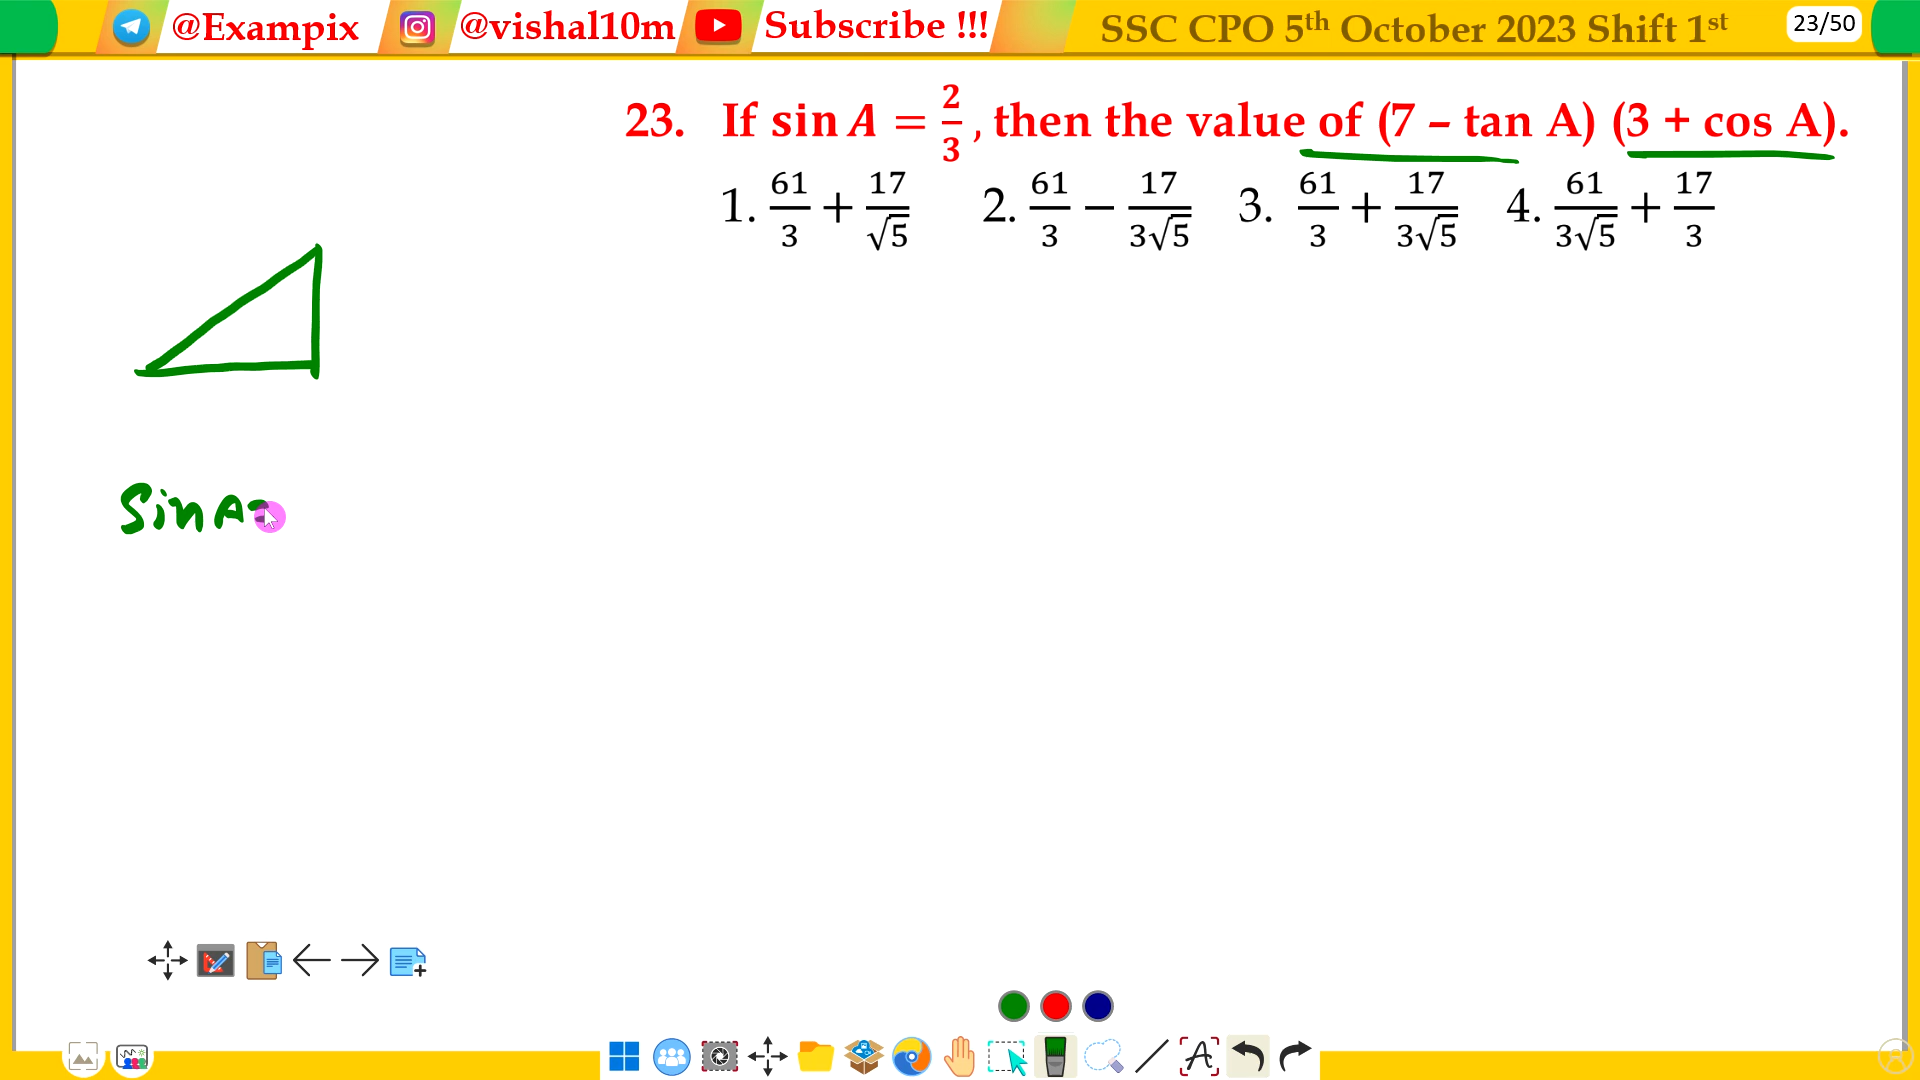 @Exampix @vishal10m Subscribe !!! SSC CPO 5th October 2023 Shift 1st 23/50
23. If sin A = 2/3, then the value of (7 – tan A) (3 + cos A).
1. 61/3 + 17/√5 2. 61/3 − 17/(3√5) 3. 61/3 + 17/(3√5) 4. 61/(3√5) + 17/3
Sin A=